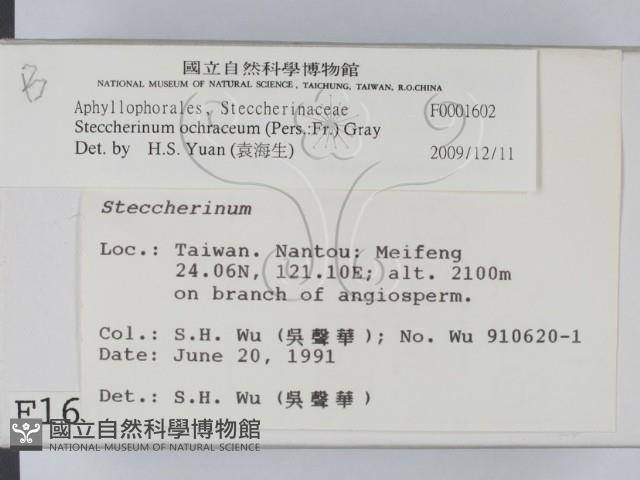 國立自然科學博物館
NATIONAL MUSEUM OF NATURAL SCIENCE, TAICHUNG, TAIWAN, R.O.CHINA
Aphyllophorales, Steccherinaceae F0001602
Steccherinum ochraceum (Pers.:Fr.) Gray
Det. by H.S. Yuan (袁海生) 2009/12/11
Steccherinum
Loc.: Taiwan. Nantou: Meifeng
24.06N, 121.10E; alt. 2100m
on branch of angiosperm.
Col.: S.H. Wu (吳聲華); No. Wu 910620-1
Date: June 20, 1991
Det.: S.H. Wu (吳聲華)
F16
國立自然科學博物館
NATIONAL MUSEUM OF NATURAL SCIENCE